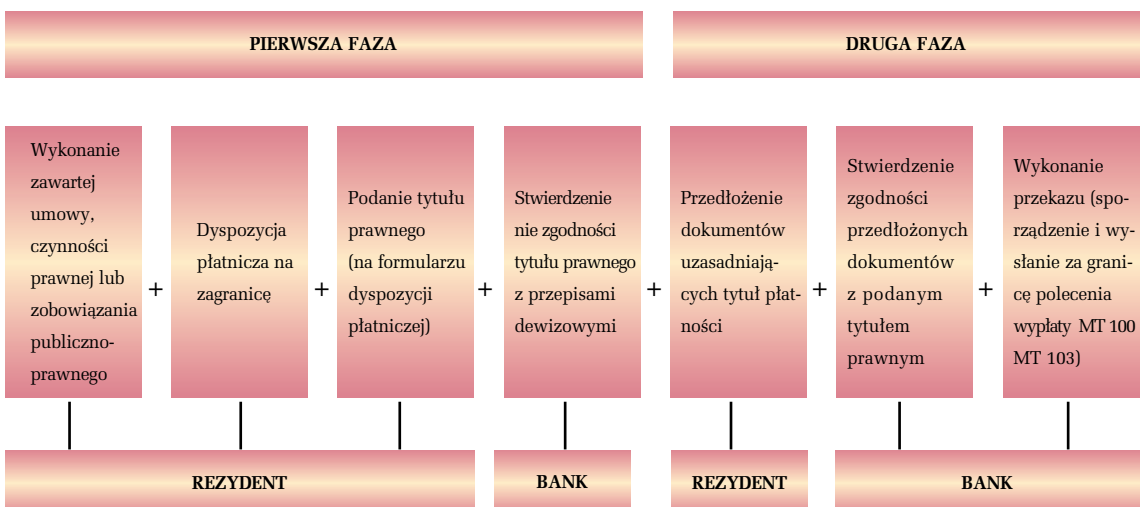 PIERWSZA FAZA
DRUGA FAZA
Wykonanie
zawartej
umowy,
czynności
prawnej lub
zobowiązania
publiczno-
prawnego
+
Dyspozycja
płatnicza na
zagranicę
+
Podanie tytułu
prawnego
(na formularzu
dyspozycji
płatniczej)
+
Stwierdzenie
nie zgodności
tytułu prawnego
z przepisami
dewizowymi
+
Przedłożenie
dokumentów
uzasadniają-
cych tytuł płat-
ności
+
Stwierdzenie
zgodności
przedłożonych
dokumentów
z podanym
tytułem
prawnym
+
Wykonanie
przekazu (spo-
rządzenie i wy-
słanie za grani-
cę polecenia
wypłaty MT 100
MT 103)
REZYDENT
BANK
REZYDENT
BANK